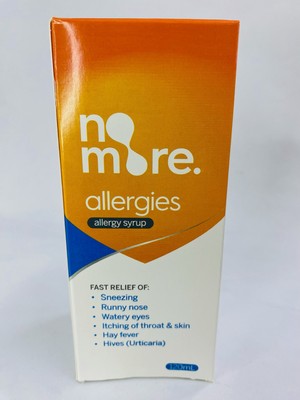 no
more.
allergies
allergy syrup
FAST RELIEF OF:
• Sneezing
• Runny nose
• Watery eyes
• Itching of throat & skin
• Hay fever
• Hives (Urticaria)
120mL